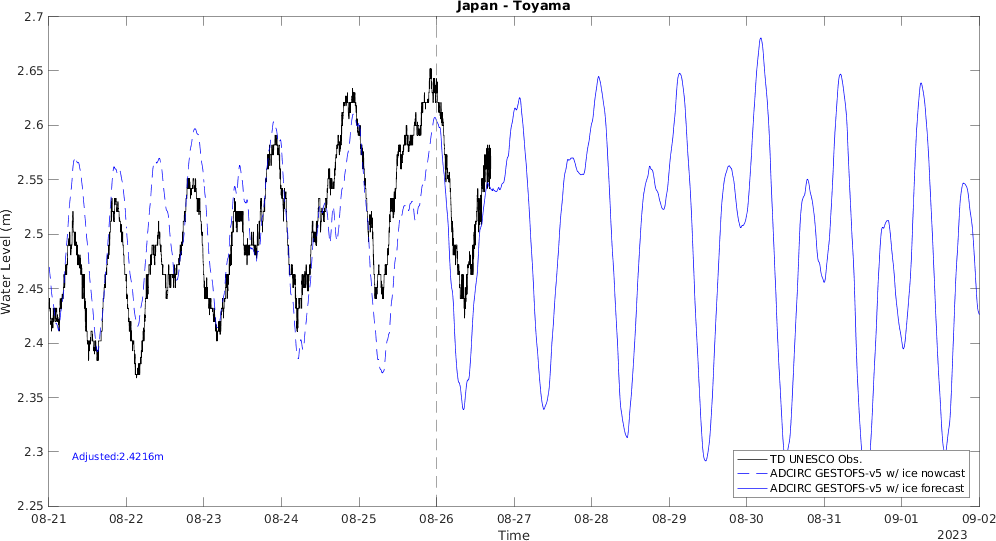 Japan - Toyama
2.7
2.65
2.6
2.55
2.5
2.45
2.4
2.35
2.3
2.25
Water Level (m)
Adjusted:2.4216m
TD UNESCO Obs.
ADCIRC GESTOFS-v5 w/ ice nowcast
ADCIRC GESTOFS-v5 w/ ice forecast
08-21 08-22 08-23 08-24 08-25 08-26 08-27 08-28 08-29 08-30 08-31 09-01 09-02
Time
2023